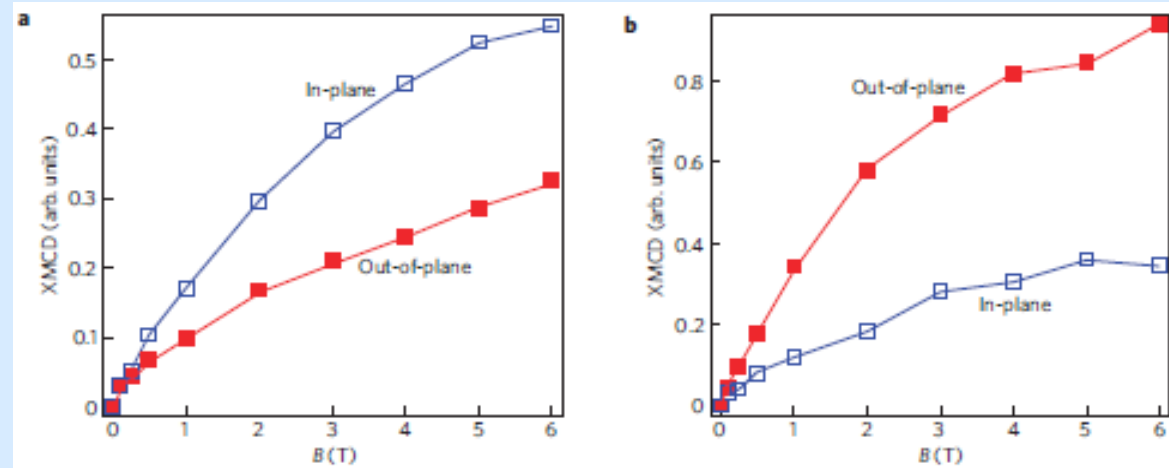 a
XMCD (arb. units)
0.5
0.4
0.3
0.2
0.1
0
In-plane
Out-of-plane
0 1 2 3 4 5 6
B (T)
b
XMCD (arb. units)
0.8
0.6
0.4
0.2
0
Out-of-plane
In-plane
0 1 2 3 4 5 6
B (T)